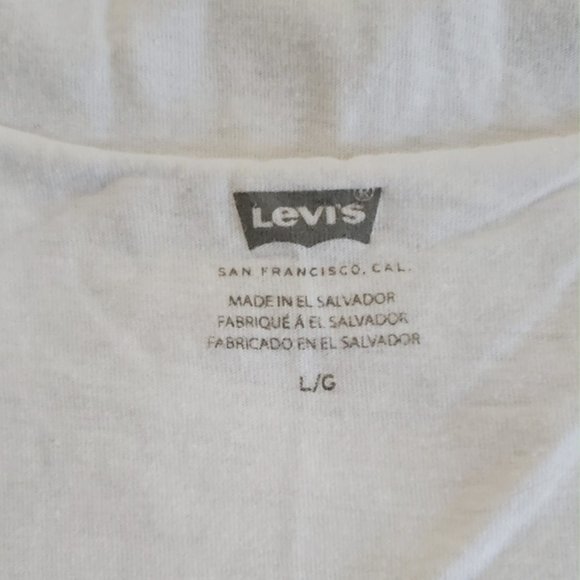 Levi's ®
SAN FRANCISCO, CAL.
MADE IN EL SALVADOR
FABRIQUÉ Á EL SALVADOR
FABRICADO EN EL SALVADOR
L/G